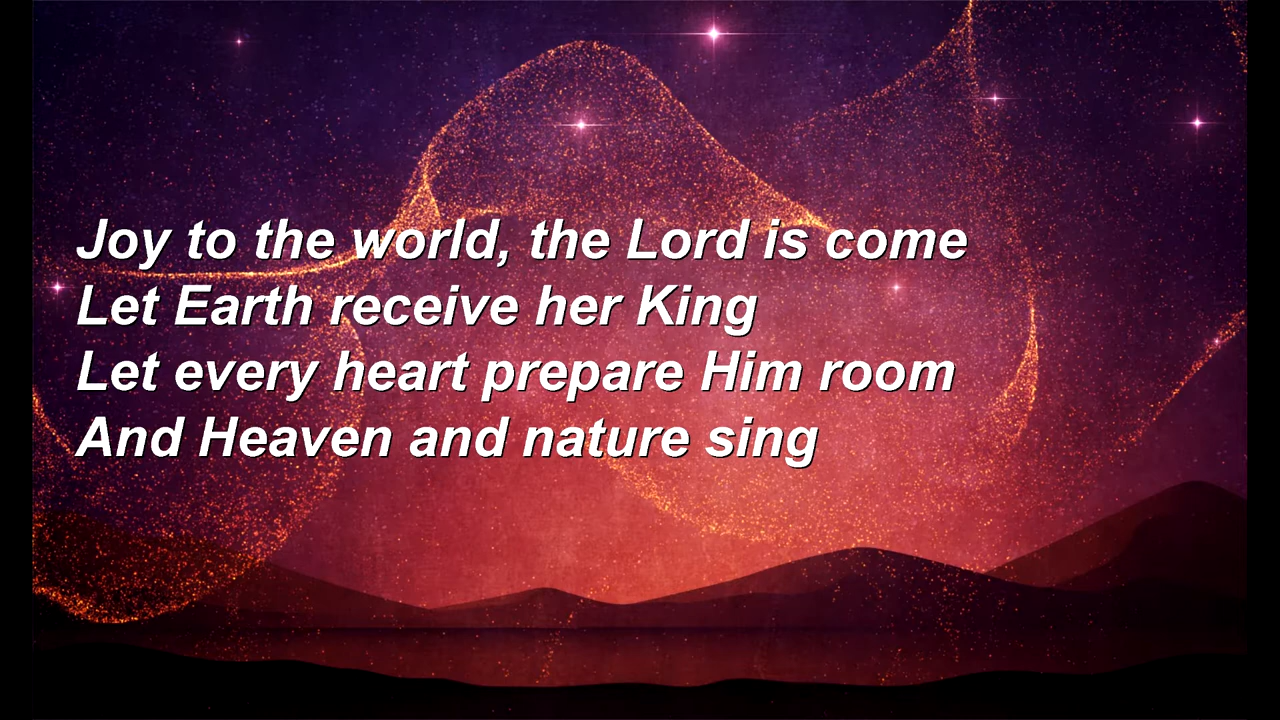 Joy to the world, the Lord is come
Let Earth receive her King
Let every heart prepare Him room
And Heaven and nature sing